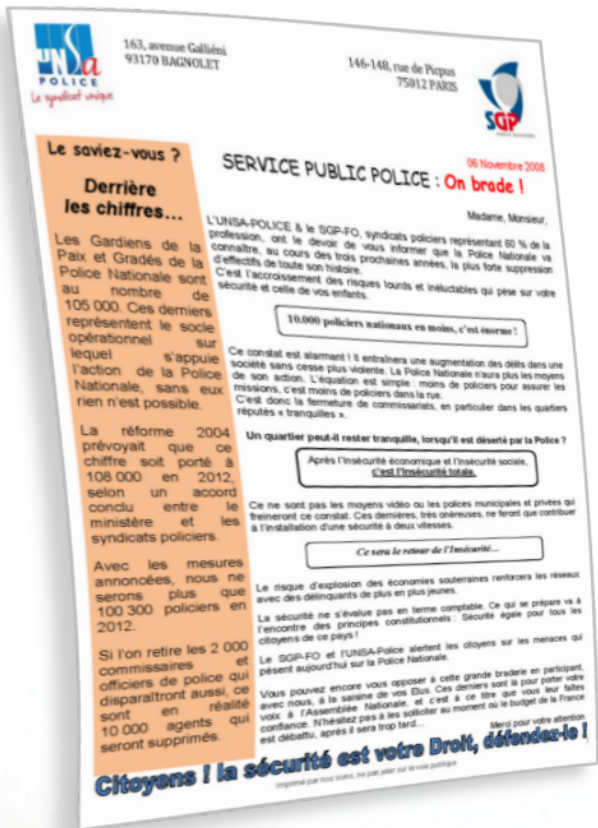 UNSa
POLICE
Le syndicat unique
163, avenue Galliéni
93170 BAGNOLET
146-148, rue de Picpus
75012 PARIS
SGP
Le saviez-vous ?
Derrière
les chiffres...
Les Gardiens de la
Paix et Gradés de la
Police Nationale sont
au nombre de
105 000. Ces derniers
représentent le socle
opérationnel sur
lequel s'appuie
l'action de la Police
Nationale, sans eux
rien n'est possible.
La réforme 2004
prévoyait que ce
chiffre soit porté à
108 000 en 2012,
selon un accord
conclu entre le
ministère et les
syndicats policiers.
Avec les mesures
annoncées, nous ne
serons plus que
100 300 policiers en
2012.
Si l'on retire les 2 000
commissaires et
officiers de police qui
disparaîtront aussi, ce
sont en réalité
10 000 agents qui
seront supprimés.
06 Novembre 2008
SERVICE PUBLIC POLICE : On brade !
Madame, Monsieur,
L'UNSA-POLICE & le SGP-FO, syndicats policiers représentant 60 % de la
profession, ont le devoir de vous informer que la Police Nationale va
connaître, au cours des trois prochaines années, la plus forte suppression
d'effectifs de toute son histoire.
C'est l'accroissement des risques lourds et inéluctables qui pèse sur votre
sécurité et celle de vos enfants.
10.000 policiers nationaux en moins, c'est énorme !
Ce constat est alarmant ! Il entraînera une augmentation des délits dans une
société sans cesse plus violente. La Police Nationale n'aura plus les moyens
de son action. L'équation est simple : moins de policiers pour assurer les
missions, c'est moins de policiers dans la rue.
C'est donc la fermeture de commissariats, en particulier dans les quartiers
réputés « tranquilles ».
Un quartier peut-il rester tranquille, lorsqu'il est déserté par la Police ?
Après l'Insécurité économique et l'Insécurité sociale,
c'est l'Insécurité totale.
Ce ne sont pas les moyens vidéo ou les polices municipales et privées qui
freineront ce constat. Ces dernières, très onéreuses, ne feront que contribuer
à l'installation d'une sécurité à deux vitesses.
Ce sera le retour de l'Insécurité...
Le risque d'explosion des économies souterraines renforcera les réseaux
avec des délinquants de plus en plus jeunes.
La sécurité ne s'évalue pas en terme comptable. Ce qui se prépare va à
l'encontre des principes constitutionnels : Sécurité égale pour tous les
citoyens de ce pays !
Le SGP-FO et l'UNSA-Police alertent les citoyens sur les menaces qui
pèsent aujourd'hui sur la Police Nationale.
Vous pouvez encore vous opposer à cette grande braderie en participant,
avec nous, à la saisine de vos Elus. Ces derniers sont là pour porter votre
voix à l'Assemblée Nationale, et c'est à ce titre que vous leur faites
confiance. N'hésitez pas à les solliciter au moment où le budget de la France
est débattu, après il sera trop tard...
Merci pour votre attention
Citoyens ! la sécurité est votre Droit, défendez-le !
Imprimé par nos soins, ne pas jeter sur la voie publique